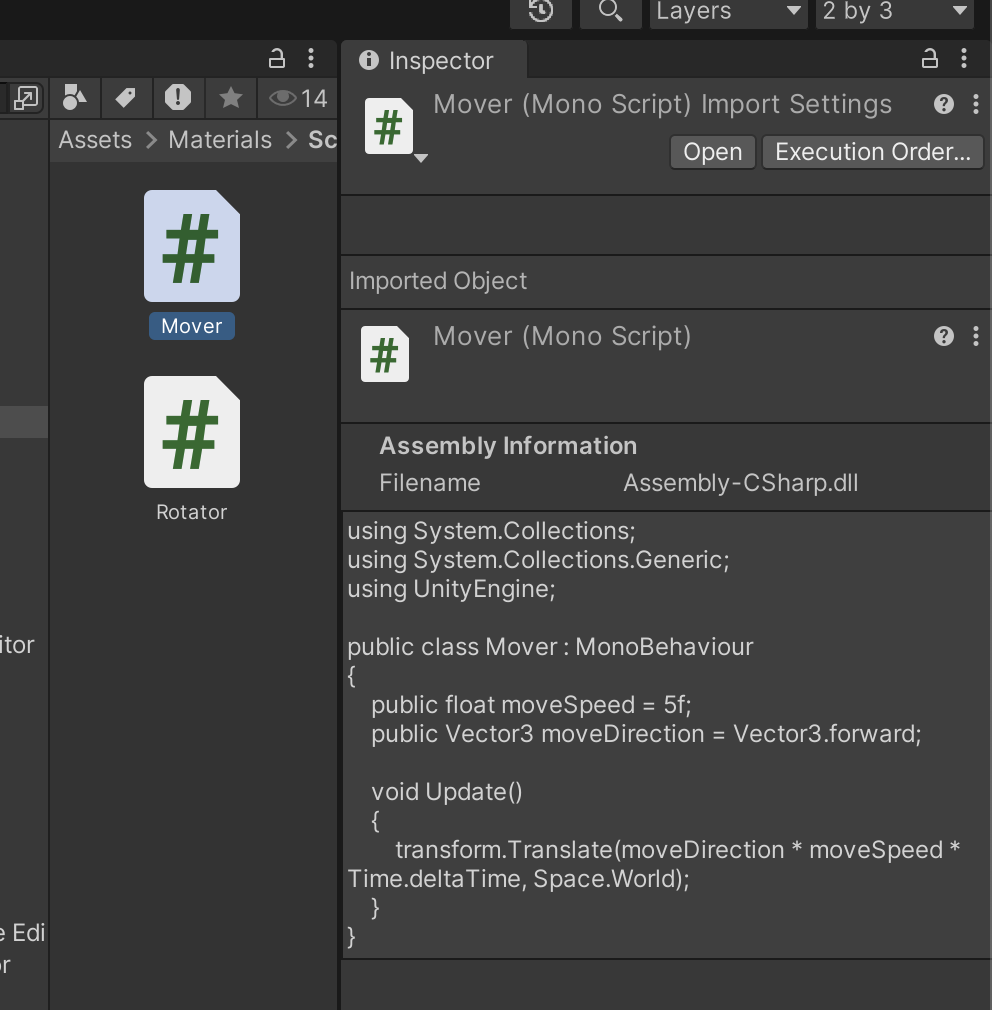 Layers
2 by 3
Inspector
14
Mover (Mono Script) Import Settings
Open
Execution Order...
Assets > Materials > Sc
Mover
Rotator
Imported Object
Mover (Mono Script)
Assembly Information
Filename Assembly-CSharp.dll
using System.Collections;
using System.Collections.Generic;
using UnityEngine;
public class Mover : MonoBehaviour
{
public float moveSpeed = 5f;
public Vector3 moveDirection = Vector3.forward;
void Update()
{
transform.Translate(moveDirection * moveSpeed *
Time.deltaTime, Space.World);
}
}
itor
e Edi
or